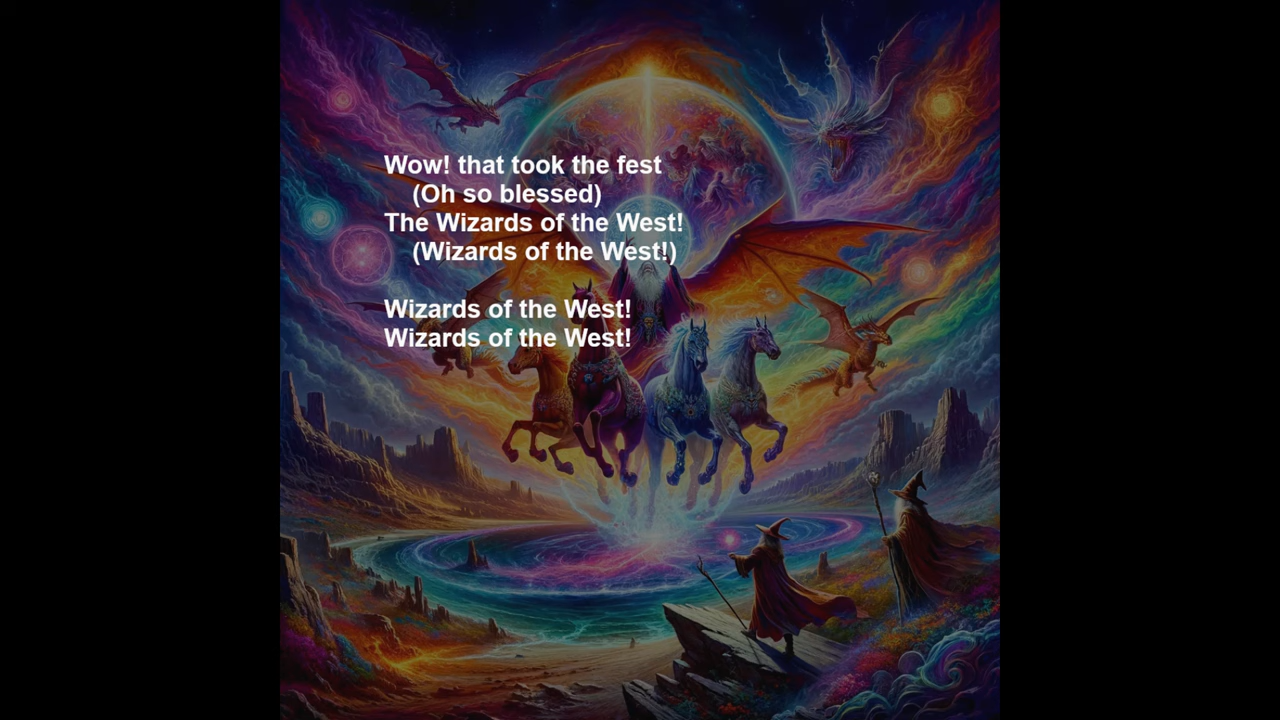 Wow! that took the fest
(Oh so blessed)
The Wizards of the West!
(Wizards of the West!)
Wizards of the West!
Wizards of the West!